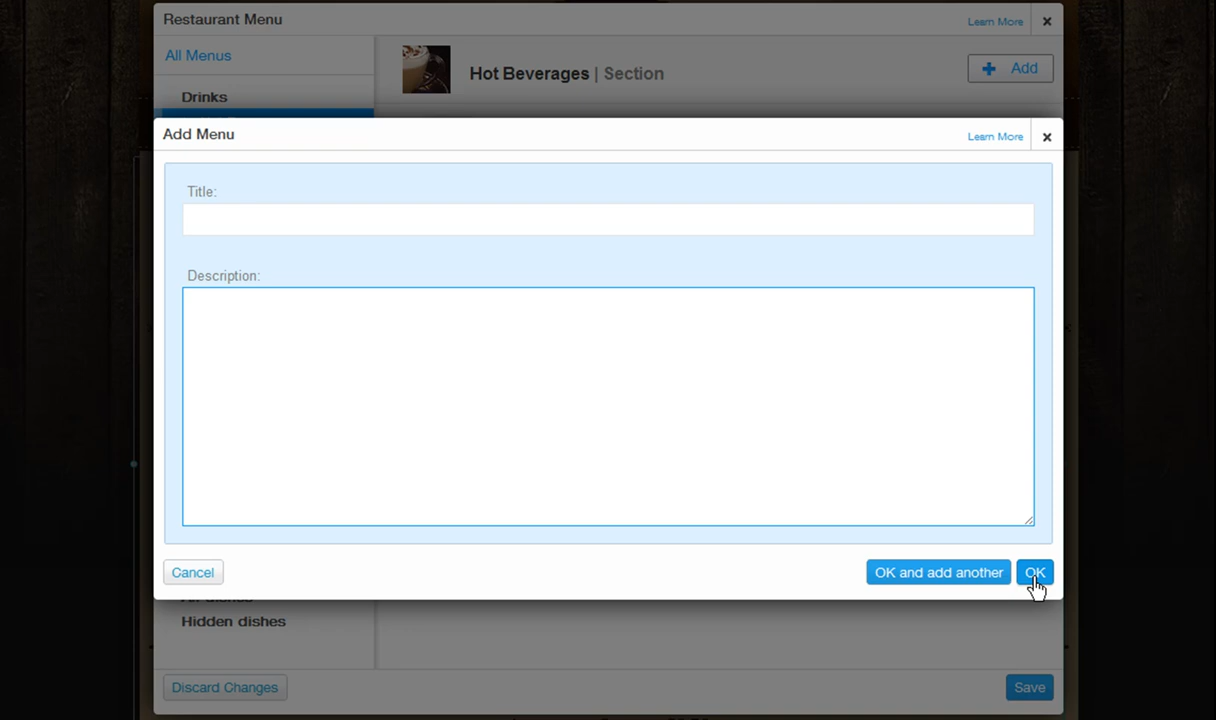 Restaurant Menu
Learn More
All Menus
Hot Beverages | Section
Add
Drinks
Add Menu
Learn More
Title:
Description:
Cancel
OK and add another
OK
Hidden dishes
Discard Changes
Save